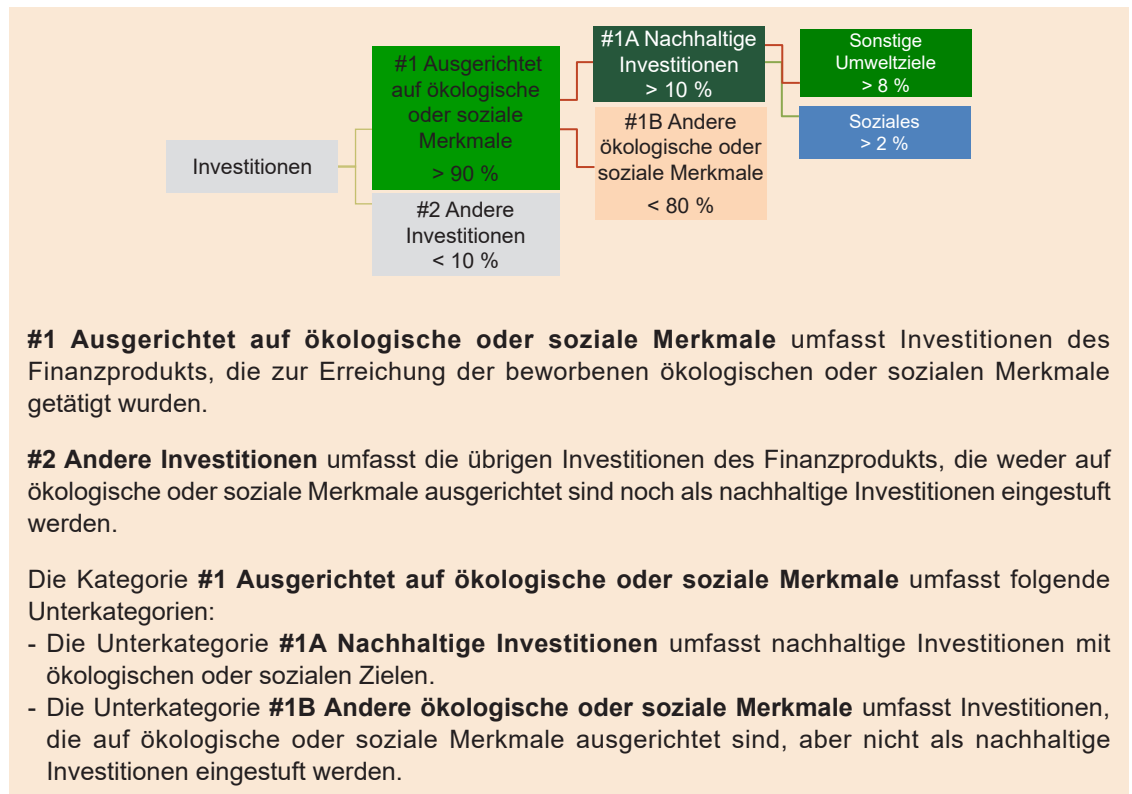 Investitionen
#1 Ausgerichtet
auf ökologische
oder soziale
Merkmale
> 90 %
#2 Andere
Investitionen
< 10 %
#1A Nachhaltige
Investitionen
> 10 %
#1B Andere
ökologische oder
soziale Merkmale
< 80 %
Sonstige
Umweltziele
> 8 %
Soziales
> 2 %
#1 Ausgerichtet auf ökologische oder soziale Merkmale umfasst Investitionen des
Finanzprodukts, die zur Erreichung der beworbenen ökologischen oder sozialen Merkmale
getätigt wurden.
#2 Andere Investitionen umfasst die übrigen Investitionen des Finanzprodukts, die weder auf
ökologische oder soziale Merkmale ausgerichtet sind noch als nachhaltige Investitionen eingestuft
werden.
Die Kategorie #1 Ausgerichtet auf ökologische oder soziale Merkmale umfasst folgende
Unterkategorien:
- Die Unterkategorie #1A Nachhaltige Investitionen umfasst nachhaltige Investitionen mit
ökologischen oder sozialen Zielen.
- Die Unterkategorie #1B Andere ökologische oder soziale Merkmale umfasst Investitionen,
die auf ökologische oder soziale Merkmale ausgerichtet sind, aber nicht als nachhaltige
Investitionen eingestuft werden.